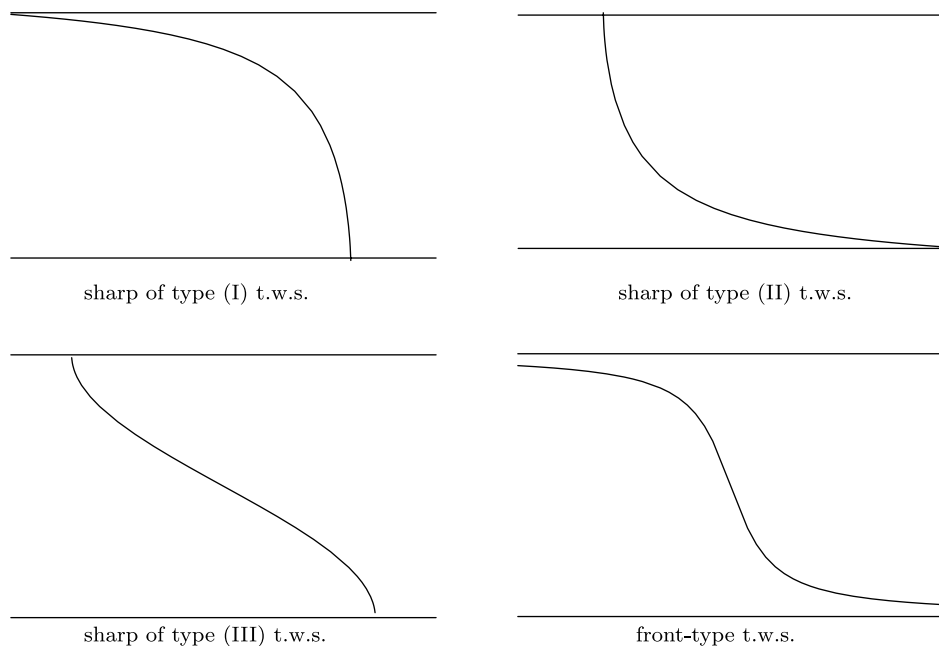 sharp of type (I) t.w.s.
sharp of type (II) t.w.s.
sharp of type (III) t.w.s.
front-type t.w.s.